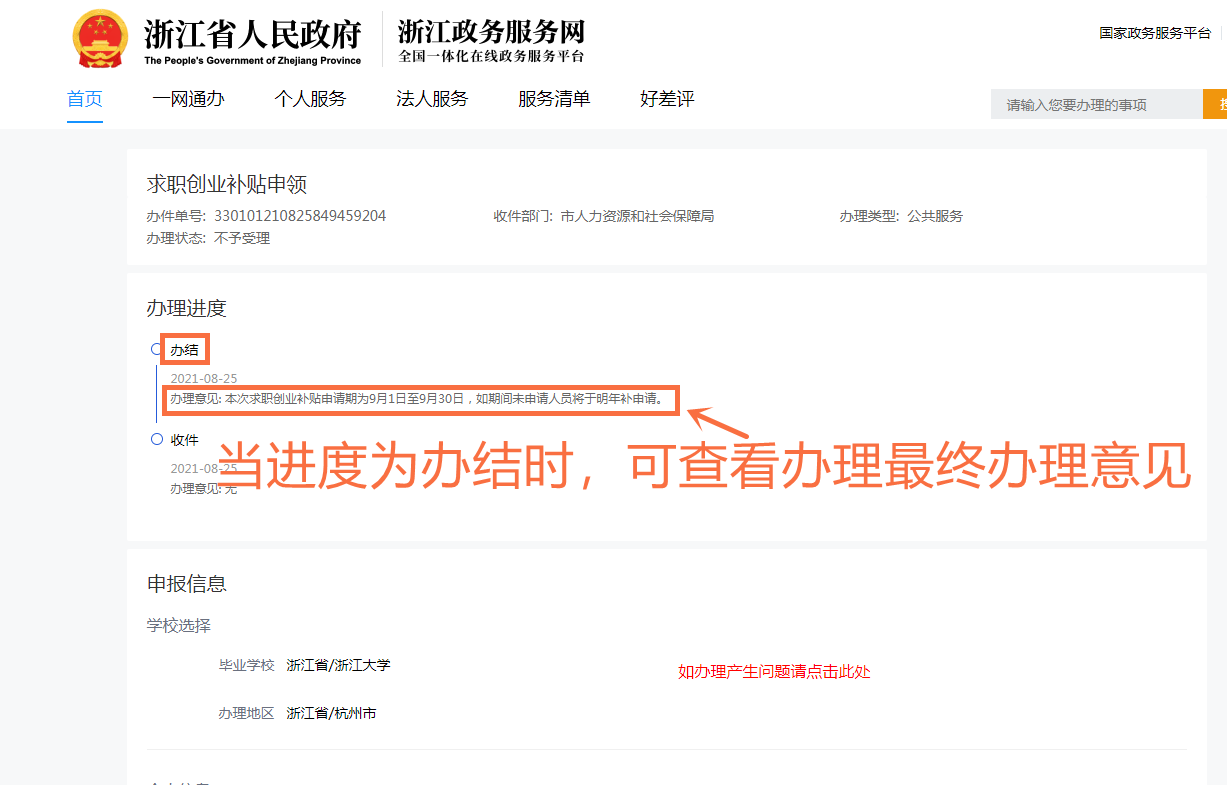 浙江省人民政府
The People's Government of Zhejiang Province
浙江政务服务网
全国一体化在线政务服务平台
国家政务服务平台
首页 一网通办 个人服务 法人服务 服务清单 好差评
请输入您要办理的事项
求职创业补贴申领
办件单号: 330101210825849459204 收件部门: 市人力资源和社会保障局 办理类型: 公共服务
办理状态: 不予受理
办理进度
办结
2021-08-25
办理意见: 本次求职创业补贴申请期为9月1日至9月30日，如期间未申请人员将于明年补申请。
收件
当进度为办结时，可查看办理最终办理意见
2021-08-25
办理意见: 无
申报信息
学校选择
毕业学校 浙江省/浙江大学
如办理产生问题请点击此处
办理地区 浙江省/杭州市